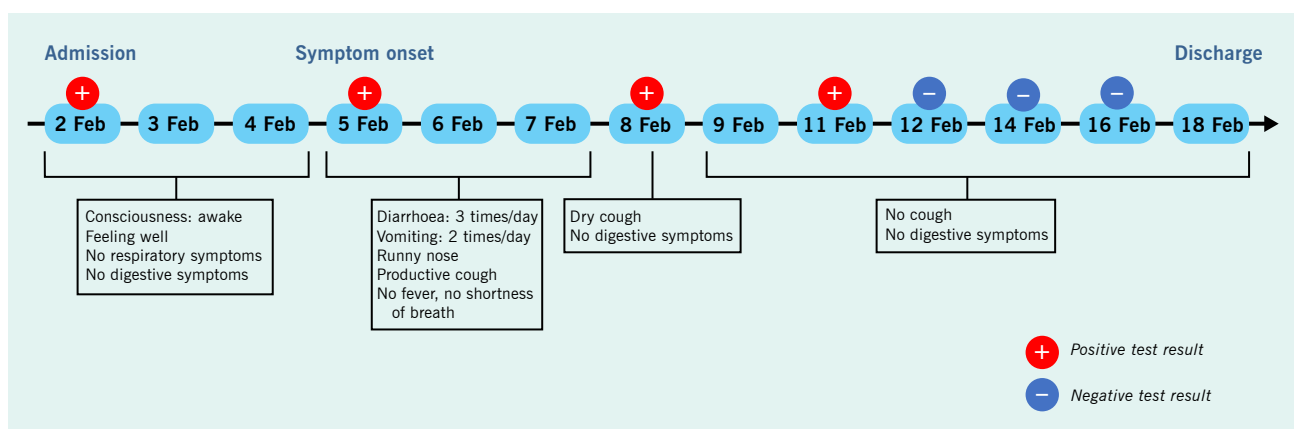 Admission
Symptom onset
Discharge
+
+
+
+
−
−
−
2 Feb
3 Feb
4 Feb
5 Feb
6 Feb
7 Feb
8 Feb
9 Feb
11 Feb
12 Feb
14 Feb
16 Feb
18 Feb
Consciousness: awake
Feeling well
No respiratory symptoms
No digestive symptoms
Diarrhoea: 3 times/day
Vomiting: 2 times/day
Runny nose
Productive cough
No fever, no shortness
of breath
Dry cough
No digestive symptoms
No cough
No digestive symptoms
+ Positive test result
− Negative test result